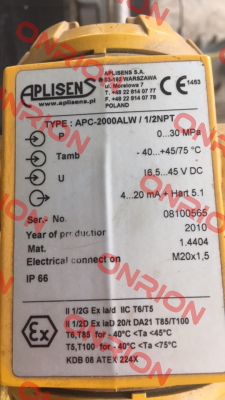 APLISENS
www.aplisens.pl
APLISENS S.A.
03-192 WARSZAWA
ul. Morelowa 7
T. +48 22 814 07 77
F. +48 22 814 07 78
POLAND
CE 1453
TYPE : APC-2000ALW / 1/2NPT
P 0...30 MPa
Tamb - 40...+45/75 °C
U 16.5...45 V DC
4...20 mA + Hart 5.1
Ser.- No. 08100565
Year of production 2010
Mat. 1.4404
Electrical connection M20x1,5
IP 66
Ex
II 1/2G Ex ia/d IIC T6/T5
II 1/2D Ex iaD 20/t DA21 T85/T100
T6,T85 for - 40°C <Ta <45°C
T5,T100 for - 40°C <Ta <75°C
KDB 08 ATEX 224X
ONRION